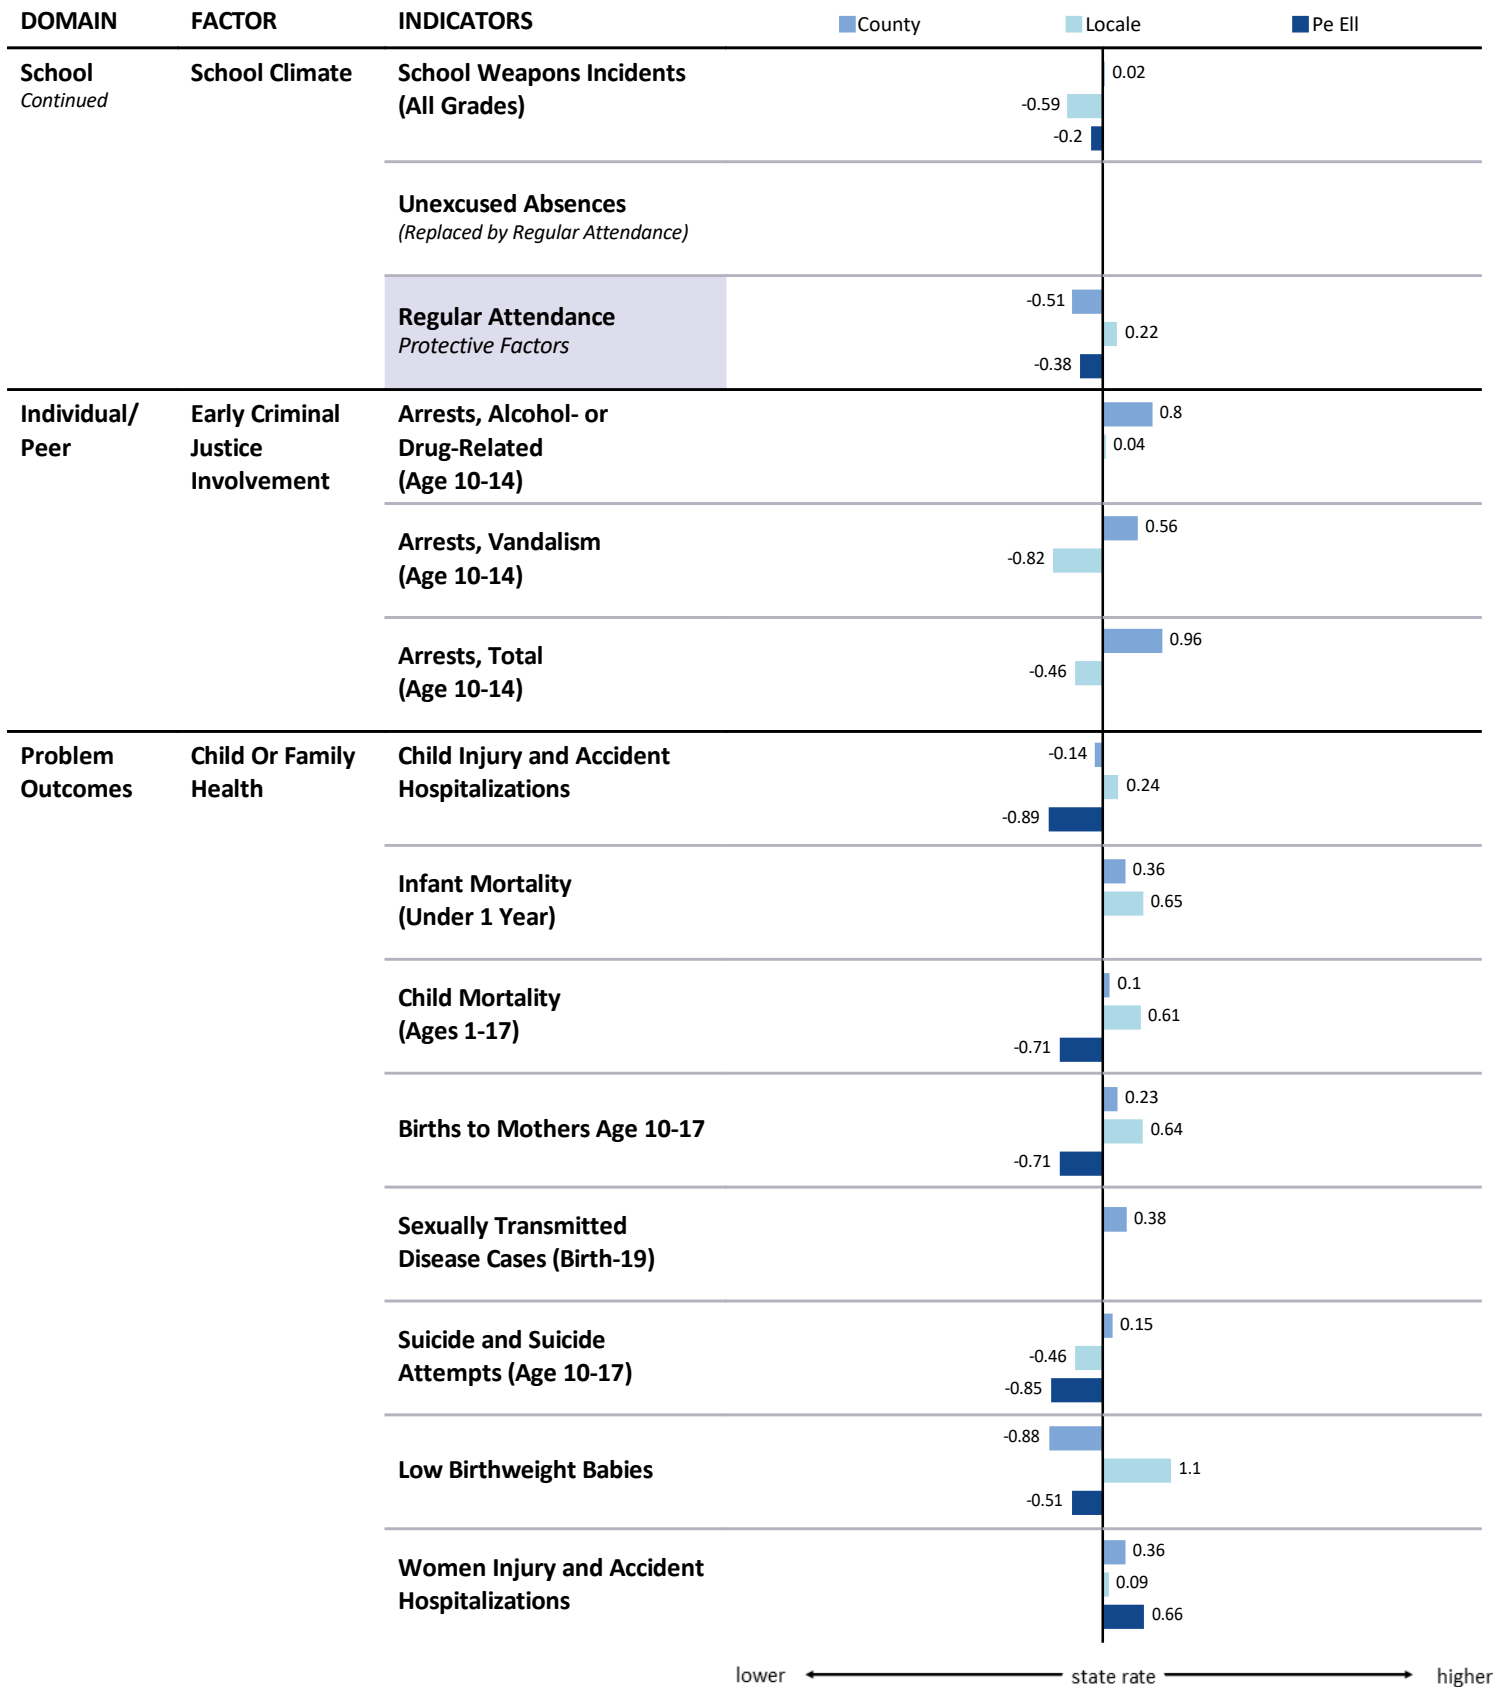 DOMAIN FACTOR INDICATORS County Locale Pe Ell
School School Climate School Weapons Incidents
Continued
(All Grades)
0.02
-0.59
-0.2
Unexcused Absences
(Replaced by Regular Attendance)
Regular Attendance
Protective Factors
-0.51
0.22
-0.38
Individual/ Early Criminal Arrests, Alcohol- or
Peer Justice Drug-Related
Involvement (Age 10-14)
0.8
0.04
Arrests, Vandalism
(Age 10-14)
0.56
-0.82
Arrests, Total
(Age 10-14)
0.96
-0.46
Problem Child Or Family Child Injury and Accident
Outcomes Health Hospitalizations
-0.14
0.24
-0.89
Infant Mortality
(Under 1 Year)
0.36
0.65
Child Mortality
(Ages 1-17)
0.1
0.61
-0.71
Births to Mothers Age 10-17
0.23
0.64
-0.71
Sexually Transmitted
Disease Cases (Birth-19)
0.38
Suicide and Suicide
Attempts (Age 10-17)
0.15
-0.46
-0.85
Low Birthweight Babies
-0.88
1.1
-0.51
Women Injury and Accident
Hospitalizations
0.36
0.09
0.66
lower state rate higher